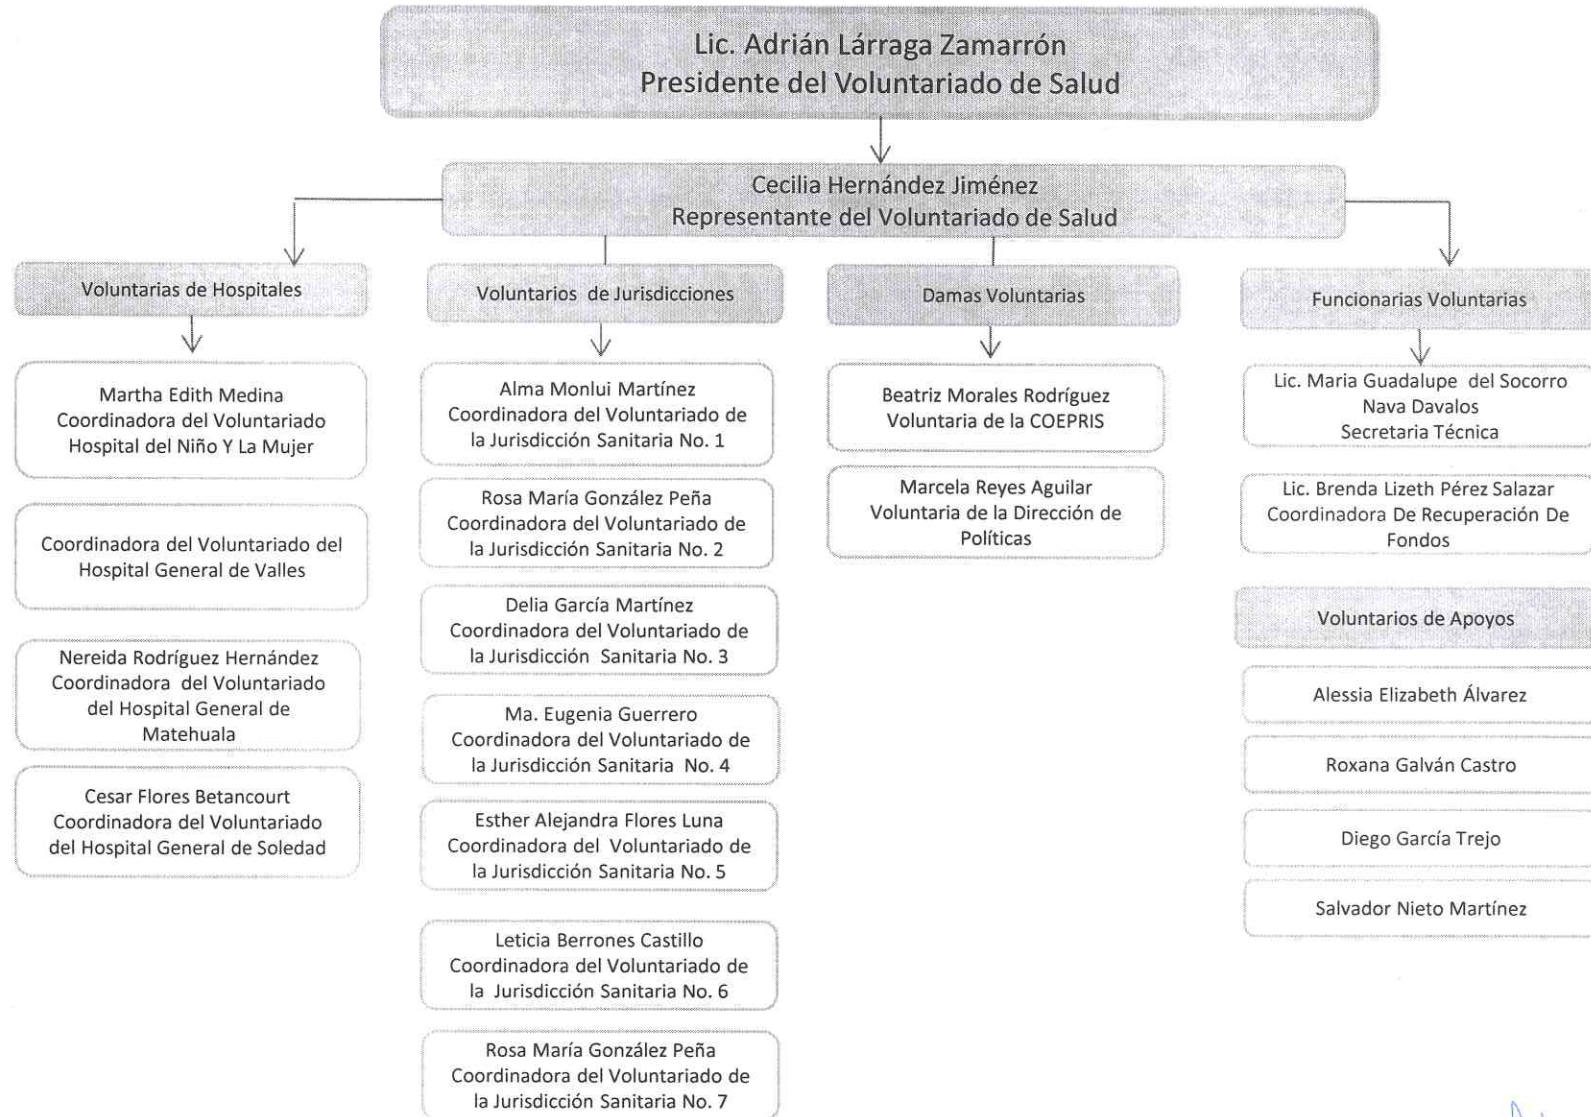 Lic. Adrián Lárraga Zamarrón
Presidente del Voluntariado de Salud
Cecilia Hernández Jiménez
Representante del Voluntariado de Salud
Voluntarias de Hospitales
Martha Edith Medina
Coordinadora del Voluntariado
Hospital del Niño Y La Mujer
Coordinadora del Voluntariado del
Hospital General de Valles
Nereida Rodríguez Hernández
Coordinadora del Voluntariado
del Hospital General de
Matehuala
Cesar Flores Betancourt
Coordinadora del Voluntariado
del Hospital General de Soledad
Voluntarios de Jurisdicciones
Alma Monlui Martínez
Coordinadora del Voluntariado de
la Jurisdicción Sanitaria No. 1
Rosa María González Peña
Coordinadora del Voluntariado de
la Jurisdicción Sanitaria No. 2
Delia García Martínez
Coordinadora del Voluntariado de
la Jurisdicción Sanitaria No. 3
Ma. Eugenia Guerrero
Coordinadora del Voluntariado de
la Jurisdicción Sanitaria No. 4
Esther Alejandra Flores Luna
Coordinadora del Voluntariado de
la Jurisdicción Sanitaria No. 5
Leticia Berrones Castillo
Coordinadora del Voluntariado de
la Jurisdicción Sanitaria No. 6
Rosa María González Peña
Coordinadora del Voluntariado de
la Jurisdicción Sanitaria No. 7
Damas Voluntarias
Beatriz Morales Rodríguez
Voluntaria de la COEPRIS
Marcela Reyes Aguilar
Voluntaria de la Dirección de
Políticas
Funcionarias Voluntarias
Lic. Maria Guadalupe del Socorro
Nava Davalos
Secretaria Técnica
Lic. Brenda Lizeth Pérez Salazar
Coordinadora De Recuperación De
Fondos
Voluntarios de Apoyos
Alessia Elizabeth Álvarez
Roxana Galván Castro
Diego García Trejo
Salvador Nieto Martínez